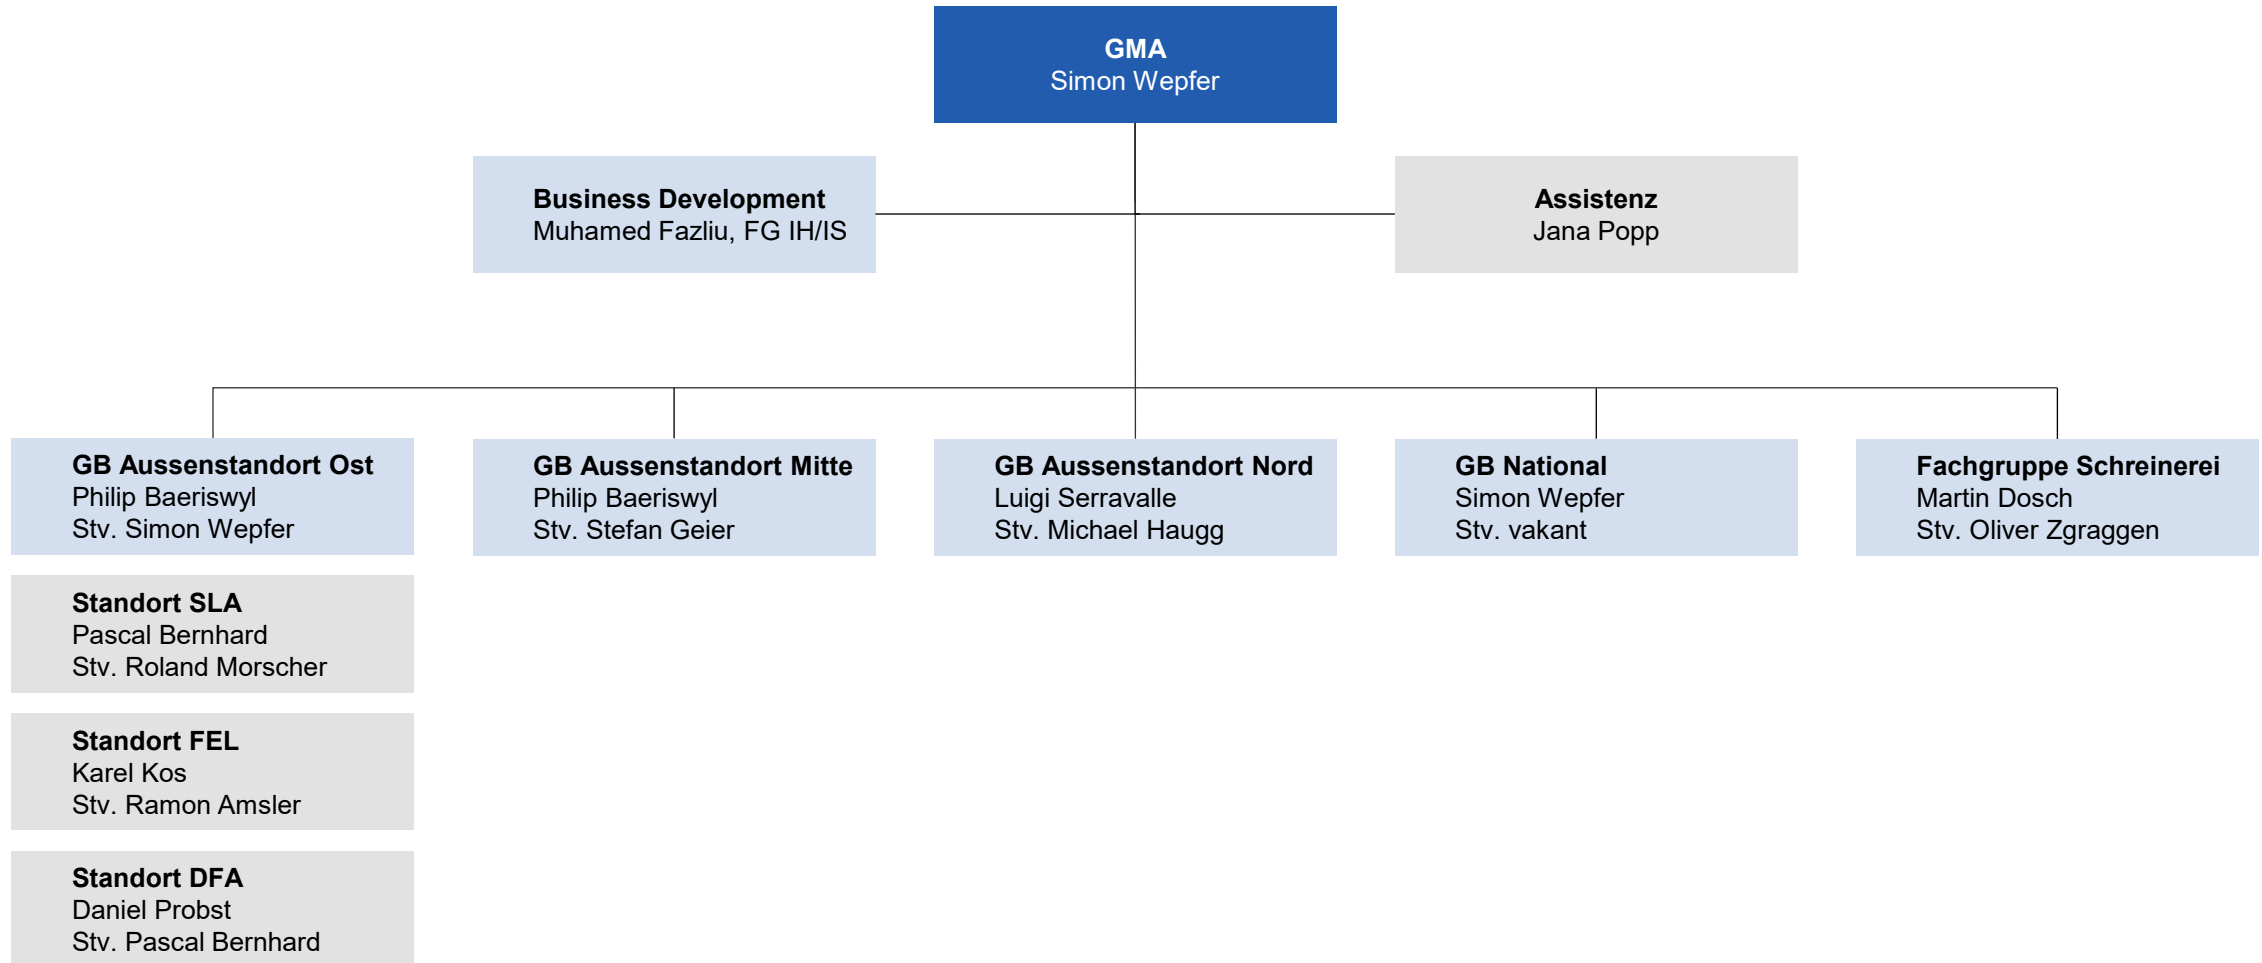 GMA
Simon Wepfer
Business Development
Muhamed Fazliu, FG IH/IS
Assistenz
Jana Popp
GB Aussenstandort Ost
Philip Baeriswyl
Stv. Simon Wepfer
GB Aussenstandort Mitte
Philip Baeriswyl
Stv. Stefan Geier
GB Aussenstandort Nord
Luigi Serravalle
Stv. Michael Haugg
GB National
Simon Wepfer
Stv. vakant
Fachgruppe Schreinerei
Martin Dosch
Stv. Oliver Zgraggen
Standort SLA
Pascal Bernhard
Stv. Roland Morscher
Standort FEL
Karel Kos
Stv. Ramon Amsler
Standort DFA
Daniel Probst
Stv. Pascal Bernhard